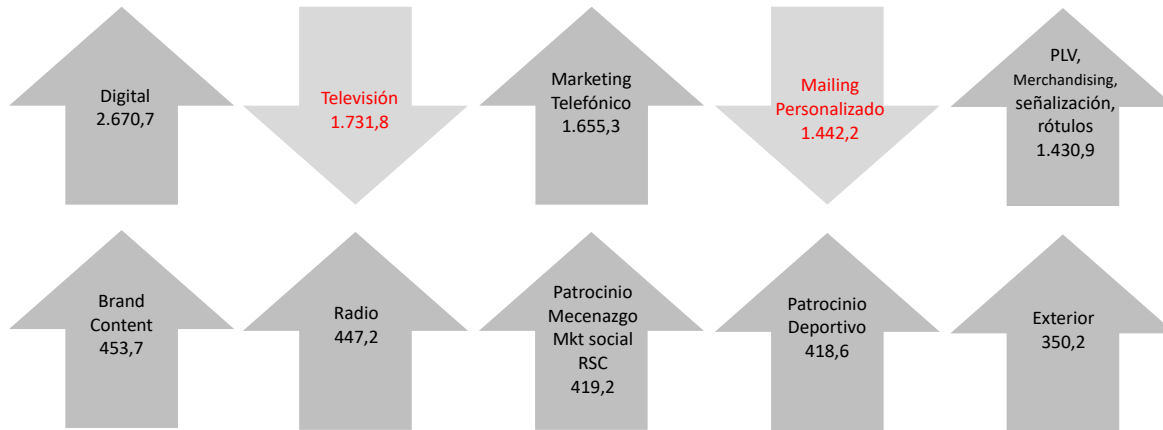 Digital
2.670,7
Televisión
1.731,8
Marketing
Telefónico
1.655,3
Mailing
Personalizado
1.442,2
PLV,
Merchandising,
señalización,
rótulos
1.430,9
Brand
Content
453,7
Radio
447,2
Patrocinio
Mecenazgo
Mkt social
RSC
419,2
Patrocinio
Deportivo
418,6
Exterior
350,2